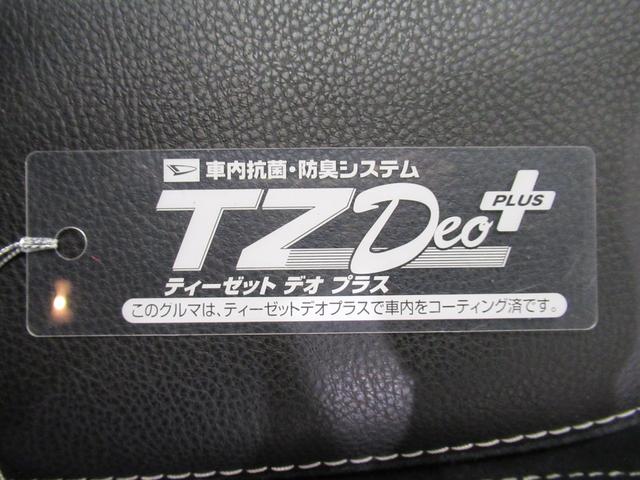 車内抗菌・防臭システム
TZ Deo PLUS
ティーゼット デオ プラス
このクルマは、ティーゼットデオプラスで車内をコーティング済です。